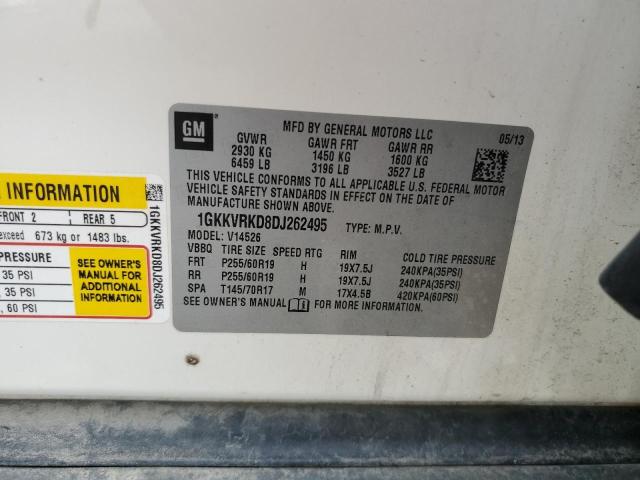 GM
MFD BY GENERAL MOTORS LLC
05/13
GVWR GAWR FRT GAWR RR
2930 KG 1450 KG 1600 KG
6459 LB 3196 LB 3527 LB
THIS VEHICLE CONFORMS TO ALL APPLICABLE U.S. FEDERAL MOTOR
VEHICLE SAFETY STANDARDS IN EFFECT ON THE DATE OF
MANUFACTURE SHOWN ABOVE.
1GKKVRKD8DJ262495 TYPE: M.P.V.
MODEL: V14526
VBBQ TIRE SIZE SPEED RTG RIM COLD TIRE PRESSURE
FRT P255/60R19 H 19X7.5J 240KPA(35PSI)
RR P255/60R19 H 19X7.5J 240KPA(35PSI)
SPA T145/70R17 M 17X4.5B 420KPA(60PSI)
SEE OWNER'S MANUAL FOR MORE INFORMATION.
INFORMATION
FRONT 2 REAR 5
exceed 673 kg or 1483 lbs.
PRESSURE
35 PSI
, 35 PSI
, 60 PSI
SEE OWNER'S
MANUAL FOR
ADDITIONAL
INFORMATION
1GKKVRKD8DJ262495